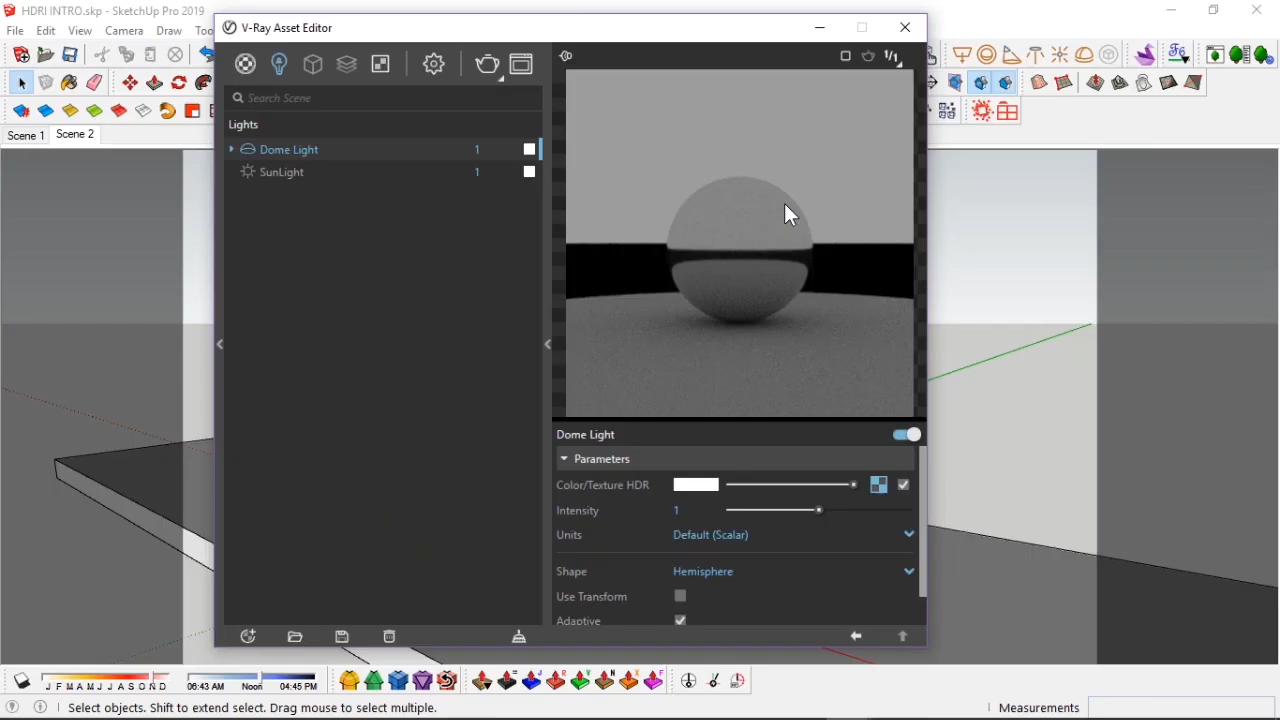 HDRI INTRO.skp - SketchUp Pro 2019
V-Ray Asset Editor
File Edit View Camera Draw Too
Search Scene
Scene 1 Scene 2
Lights
Dome Light 1
SunLight 1
1/1
Dome Light
Parameters
Color/Texture HDR
Intensity 1
Units Default (Scalar)
Shape Hemisphere
Use Transform
Adaptive
J F M A M J J A S O N D
06:43 AM Noon 04:45 PM
Select objects. Shift to extend select. Drag mouse to select multiple.
Measurements